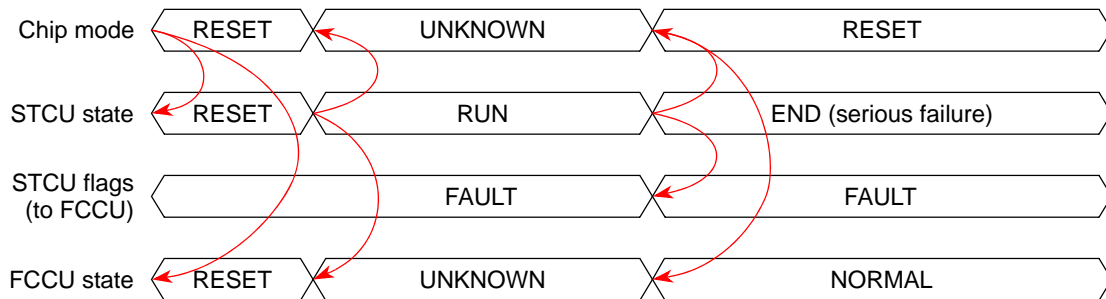 Chip mode RESET UNKNOWN RESET
STCU state RESET RUN END (serious failure)
STCU flags
(to FCCU) FAULT FAULT
FCCU state RESET UNKNOWN NORMAL